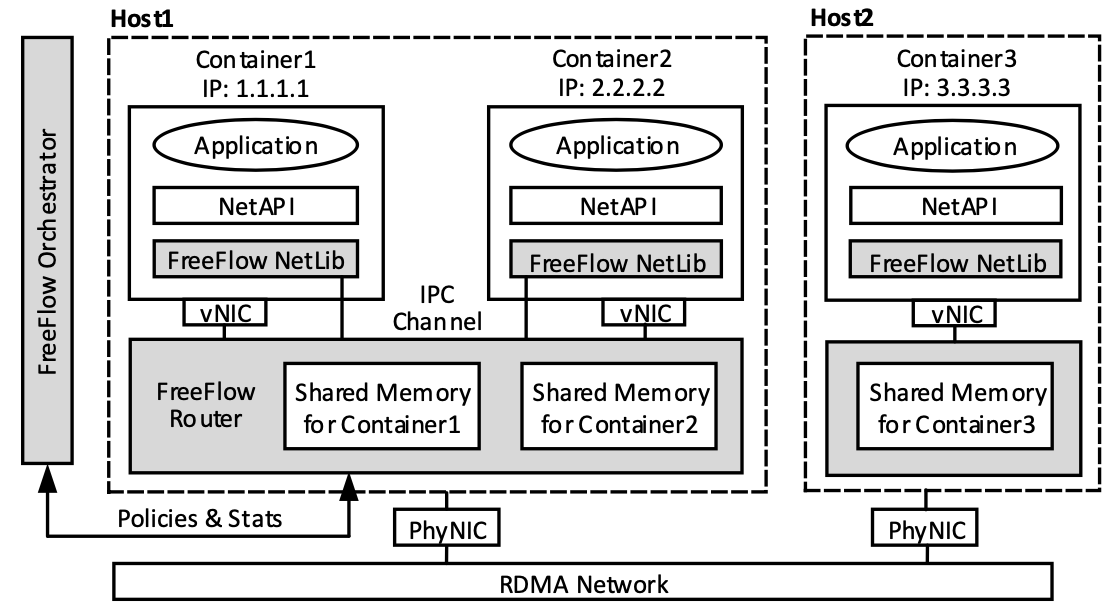 Host1
Host2
FreeFlow Orchestrator
Container1
IP: 1.1.1.1
Application
NetAPI
FreeFlow NetLib
vNIC
Container2
IP: 2.2.2.2
Application
NetAPI
FreeFlow NetLib
vNIC
IPC
Channel
FreeFlow
Router
Shared Memory
for Container1
Shared Memory
for Container2
Container3
IP: 3.3.3.3
Application
NetAPI
FreeFlow NetLib
vNIC
Shared Memory
for Container3
Policies & Stats
PhyNIC
PhyNIC
RDMA Network